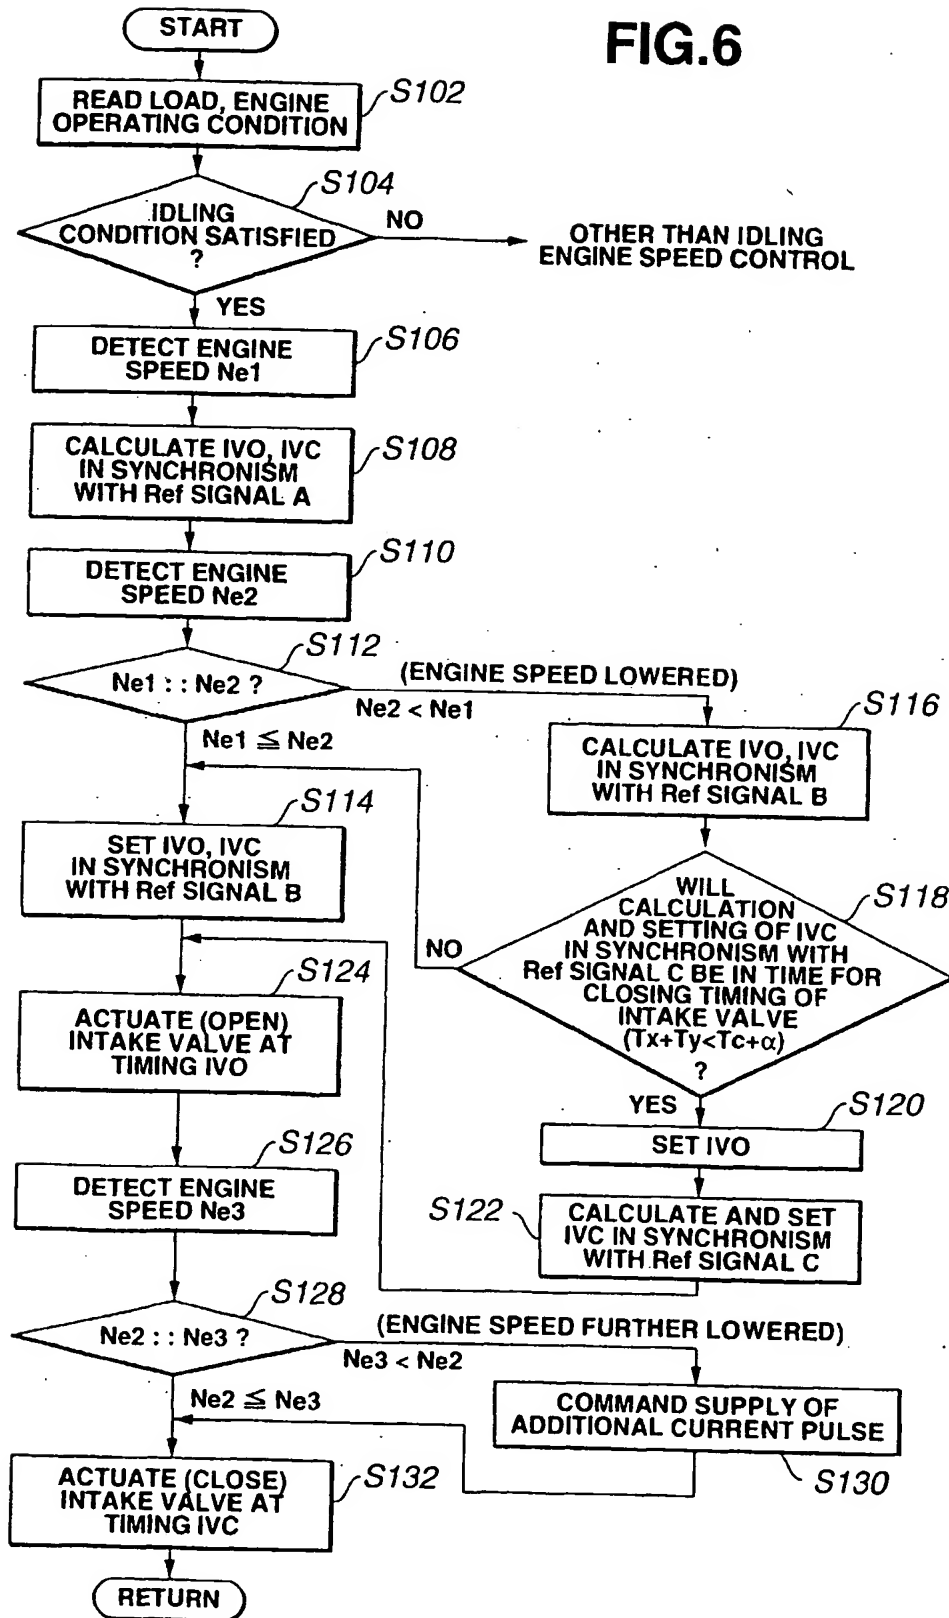 FIG.6
START
READ LOAD, ENGINE
OPERATING CONDITION
S102
S104
IDLING
CONDITION SATISFIED
?
NO
OTHER THAN IDLING
ENGINE SPEED CONTROL
YES
S106
DETECT ENGINE
SPEED Ne1
S108
CALCULATE IVO, IVC
IN SYNCHRONISM
WITH Ref SIGNAL A
S110
DETECT ENGINE
SPEED Ne2
S112
Ne1 : : Ne2 ?
(ENGINE SPEED LOWERED)
Ne2 < Ne1
Ne1 ≦ Ne2
S116
CALCULATE IVO, IVC
IN SYNCHRONISM
WITH Ref SIGNAL B
S114
SET IVO, IVC
IN SYNCHRONISM
WITH Ref SIGNAL B
S118
WILL
CALCULATION
AND SETTING OF IVC
IN SYNCHRONISM WITH
Ref SIGNAL C BE IN TIME FOR
CLOSING TIMING OF
INTAKE VALVE
(Tx+Ty<Tc+α)
?
NO
YES
S120
SET IVO
S122
CALCULATE AND SET
IVC IN SYNCHRONISM
WITH Ref SIGNAL C
S124
ACTUATE (OPEN)
INTAKE VALVE AT
TIMING IVO
S126
DETECT ENGINE
SPEED Ne3
S128
Ne2 : : Ne3 ?
(ENGINE SPEED FURTHER LOWERED)
Ne3 < Ne2
Ne2 ≦ Ne3
COMMAND SUPPLY OF
ADDITIONAL CURRENT PULSE
S130
S132
ACTUATE (CLOSE)
INTAKE VALVE AT
TIMING IVC
RETURN